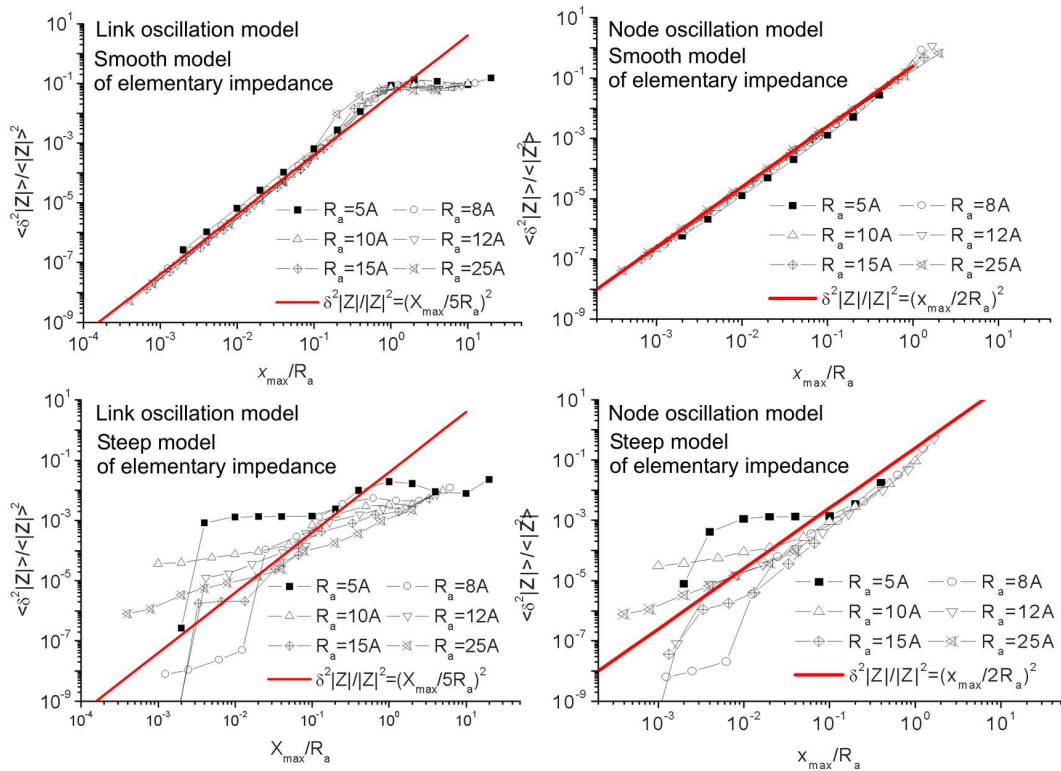 Link oscillation model
Smooth model
of elementary impedance
10^1
10^-1
10^-3
10^-5
10^-7
10^-9
<δ²|Z|>/<|Z|>²
R_a=5A
R_a=8A
R_a=10A
R_a=12A
R_a=15A
R_a=25A
δ²|Z|/|Z|²=(X_max/5R_a)²
10^-4
10^-3
10^-2
10^-1
10^0
10^1
x_max/R_a
Node oscillation model
Smooth model
of elementary impedance
10^1
10^-1
10^-3
10^-5
10^-7
10^-9
<δ²|Z|>/<|Z|²>
R_a=5A
R_a=8A
R_a=10A
R_a=12A
R_a=15A
R_a=25A
δ²|Z|/|Z|²=(x_max/2R_a)²
10^-3
10^-2
10^-1
10^0
10^1
x_max/R_a
Link oscillation model
Steep model
of elementary impedance
10^1
10^-1
10^-3
10^-5
10^-7
10^-9
<δ²|Z|>/<|Z|>²
R_a=5A
R_a=8A
R_a=10A
R_a=12A
R_a=15A
R_a=25A
δ²|Z|/|Z|²=(X_max/5R_a)²
10^-4
10^-3
10^-2
10^-1
10^0
10^1
X_max/R_a
Node oscillation model
Steep model
of elementary impedance
10^1
10^-1
10^-3
10^-5
10^-7
10^-9
<δ²|Z|>/<|Z|²>
R_a=5A
R_a=8A
R_a=10A
R_a=12A
R_a=15A
R_a=25A
δ²|Z|/|Z|²=(x_max/2R_a)²
10^-3
10^-2
10^-1
10^0
10^1
x_max/R_a